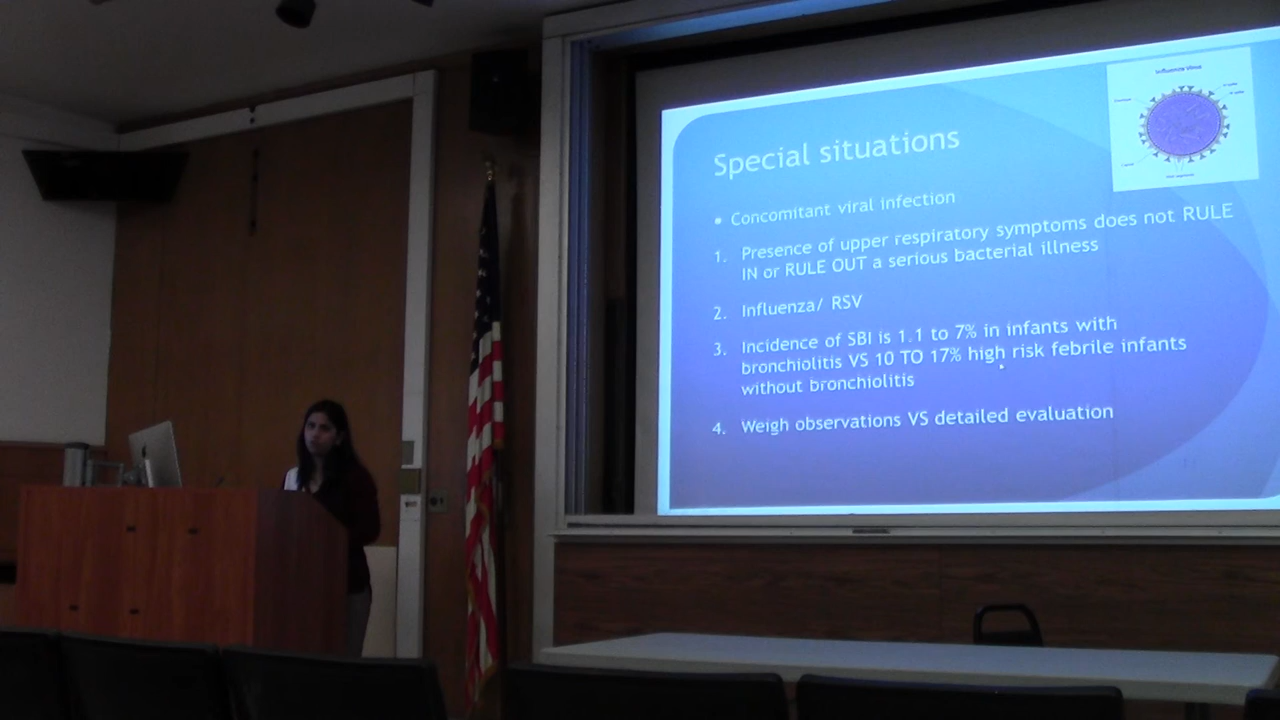 Influenza Virus
Special situations
• Concomitant viral infection
1. Presence of upper respiratory symptoms does not RULE
IN or RULE OUT a serious bacterial illness
2. Influenza/ RSV
3. Incidence of SBI is 1.1 to 7% in infants with
bronchiolitis VS 10 TO 17% high risk febrile infants
without bronchiolitis
4. Weigh observations VS detailed evaluation